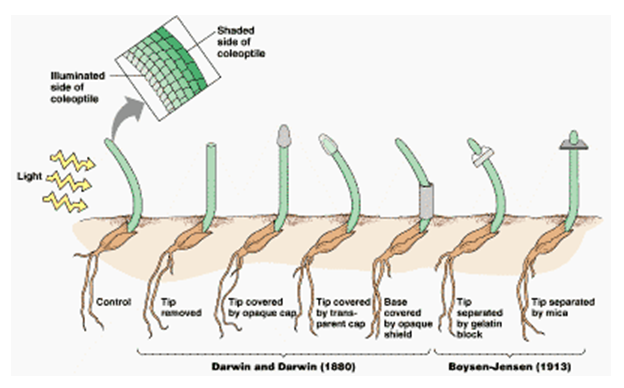 Shaded
side of
coleoptile
Illuminated
side of
coleoptile
Light
Control
Tip
removed
Tip covered
by opaque cap
Tip covered
by trans-
parent cap
Base
covered
by opaque
shield
Tip
separated
by gelatin
block
Tip separated
by mica
Darwin and Darwin (1880)
Boysen-Jensen (1913)